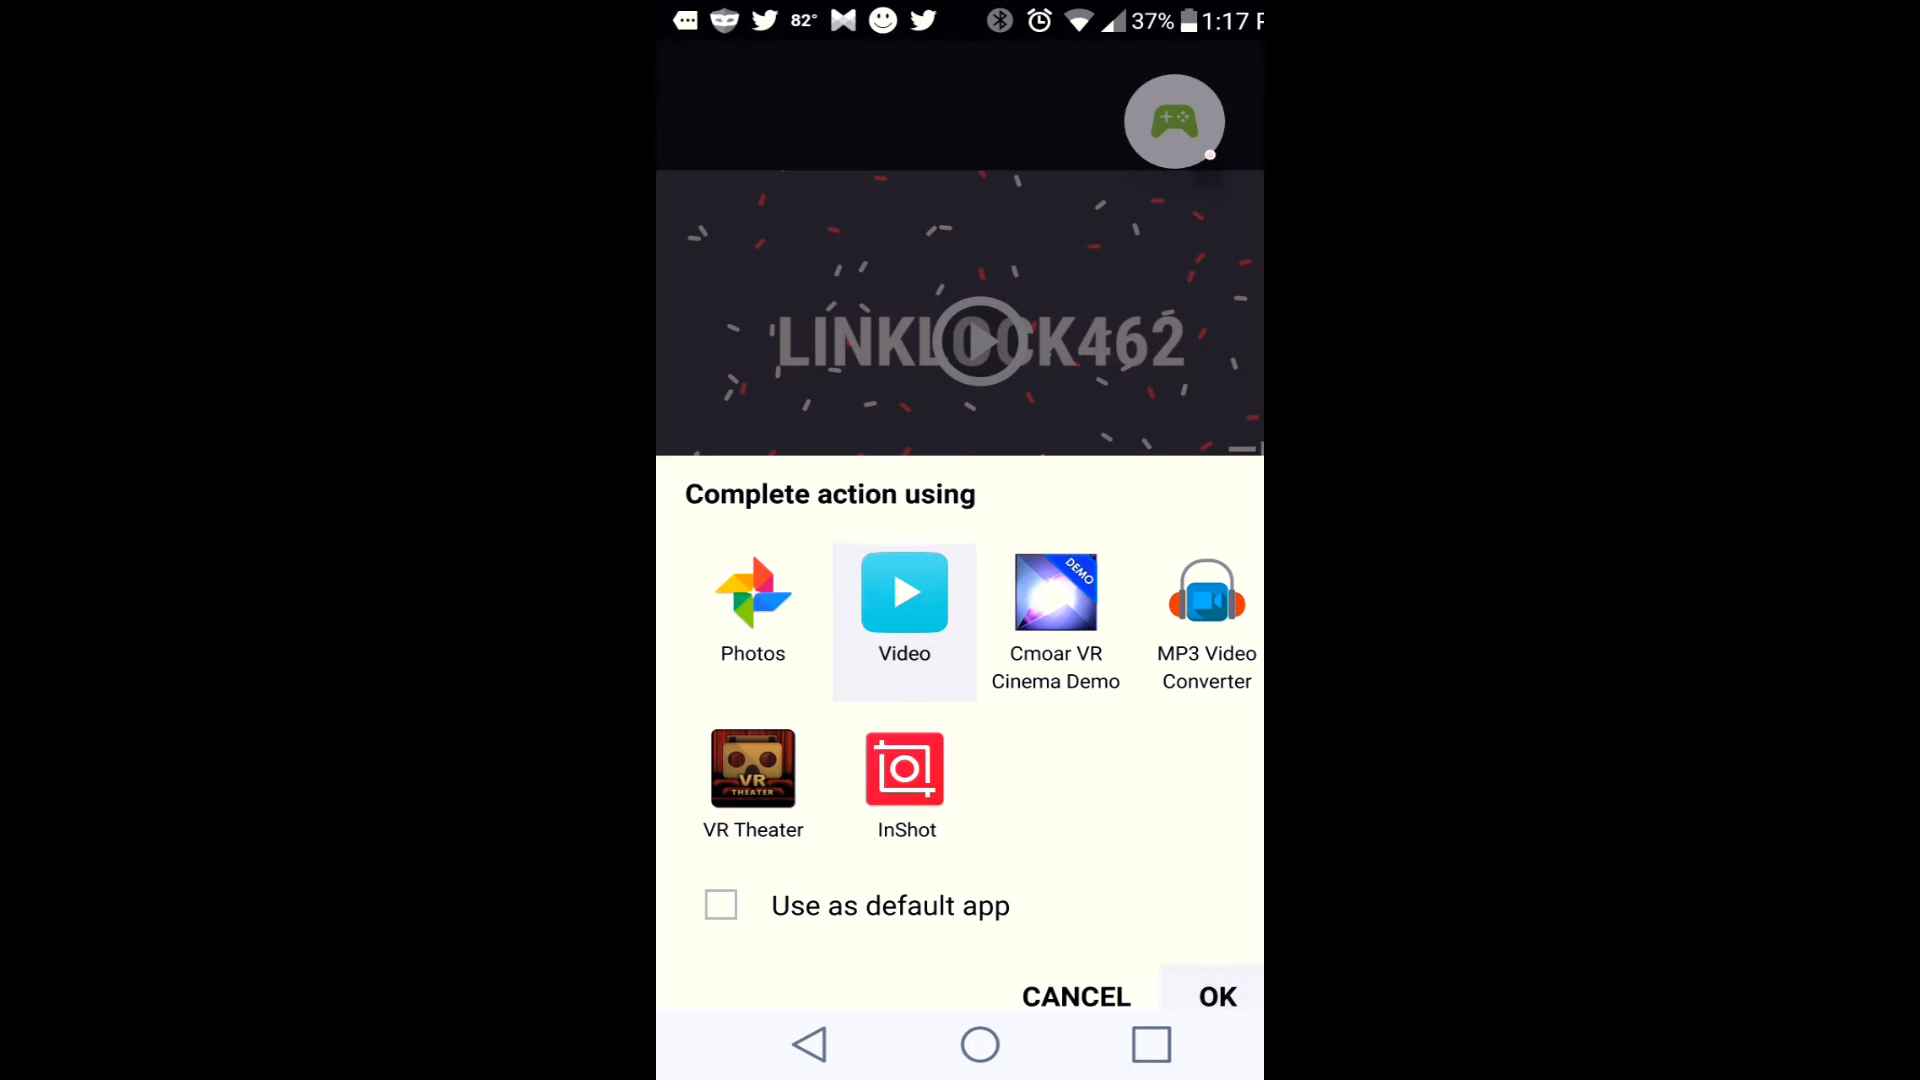 82° 37% 1:17 P
LINKLOCK462
Complete action using
Photos
Video
DEMO
Cmoar VR
Cinema Demo
MP3 Video
Converter
VR
THEATER
VR Theater
InShot
Use as default app
CANCEL OK